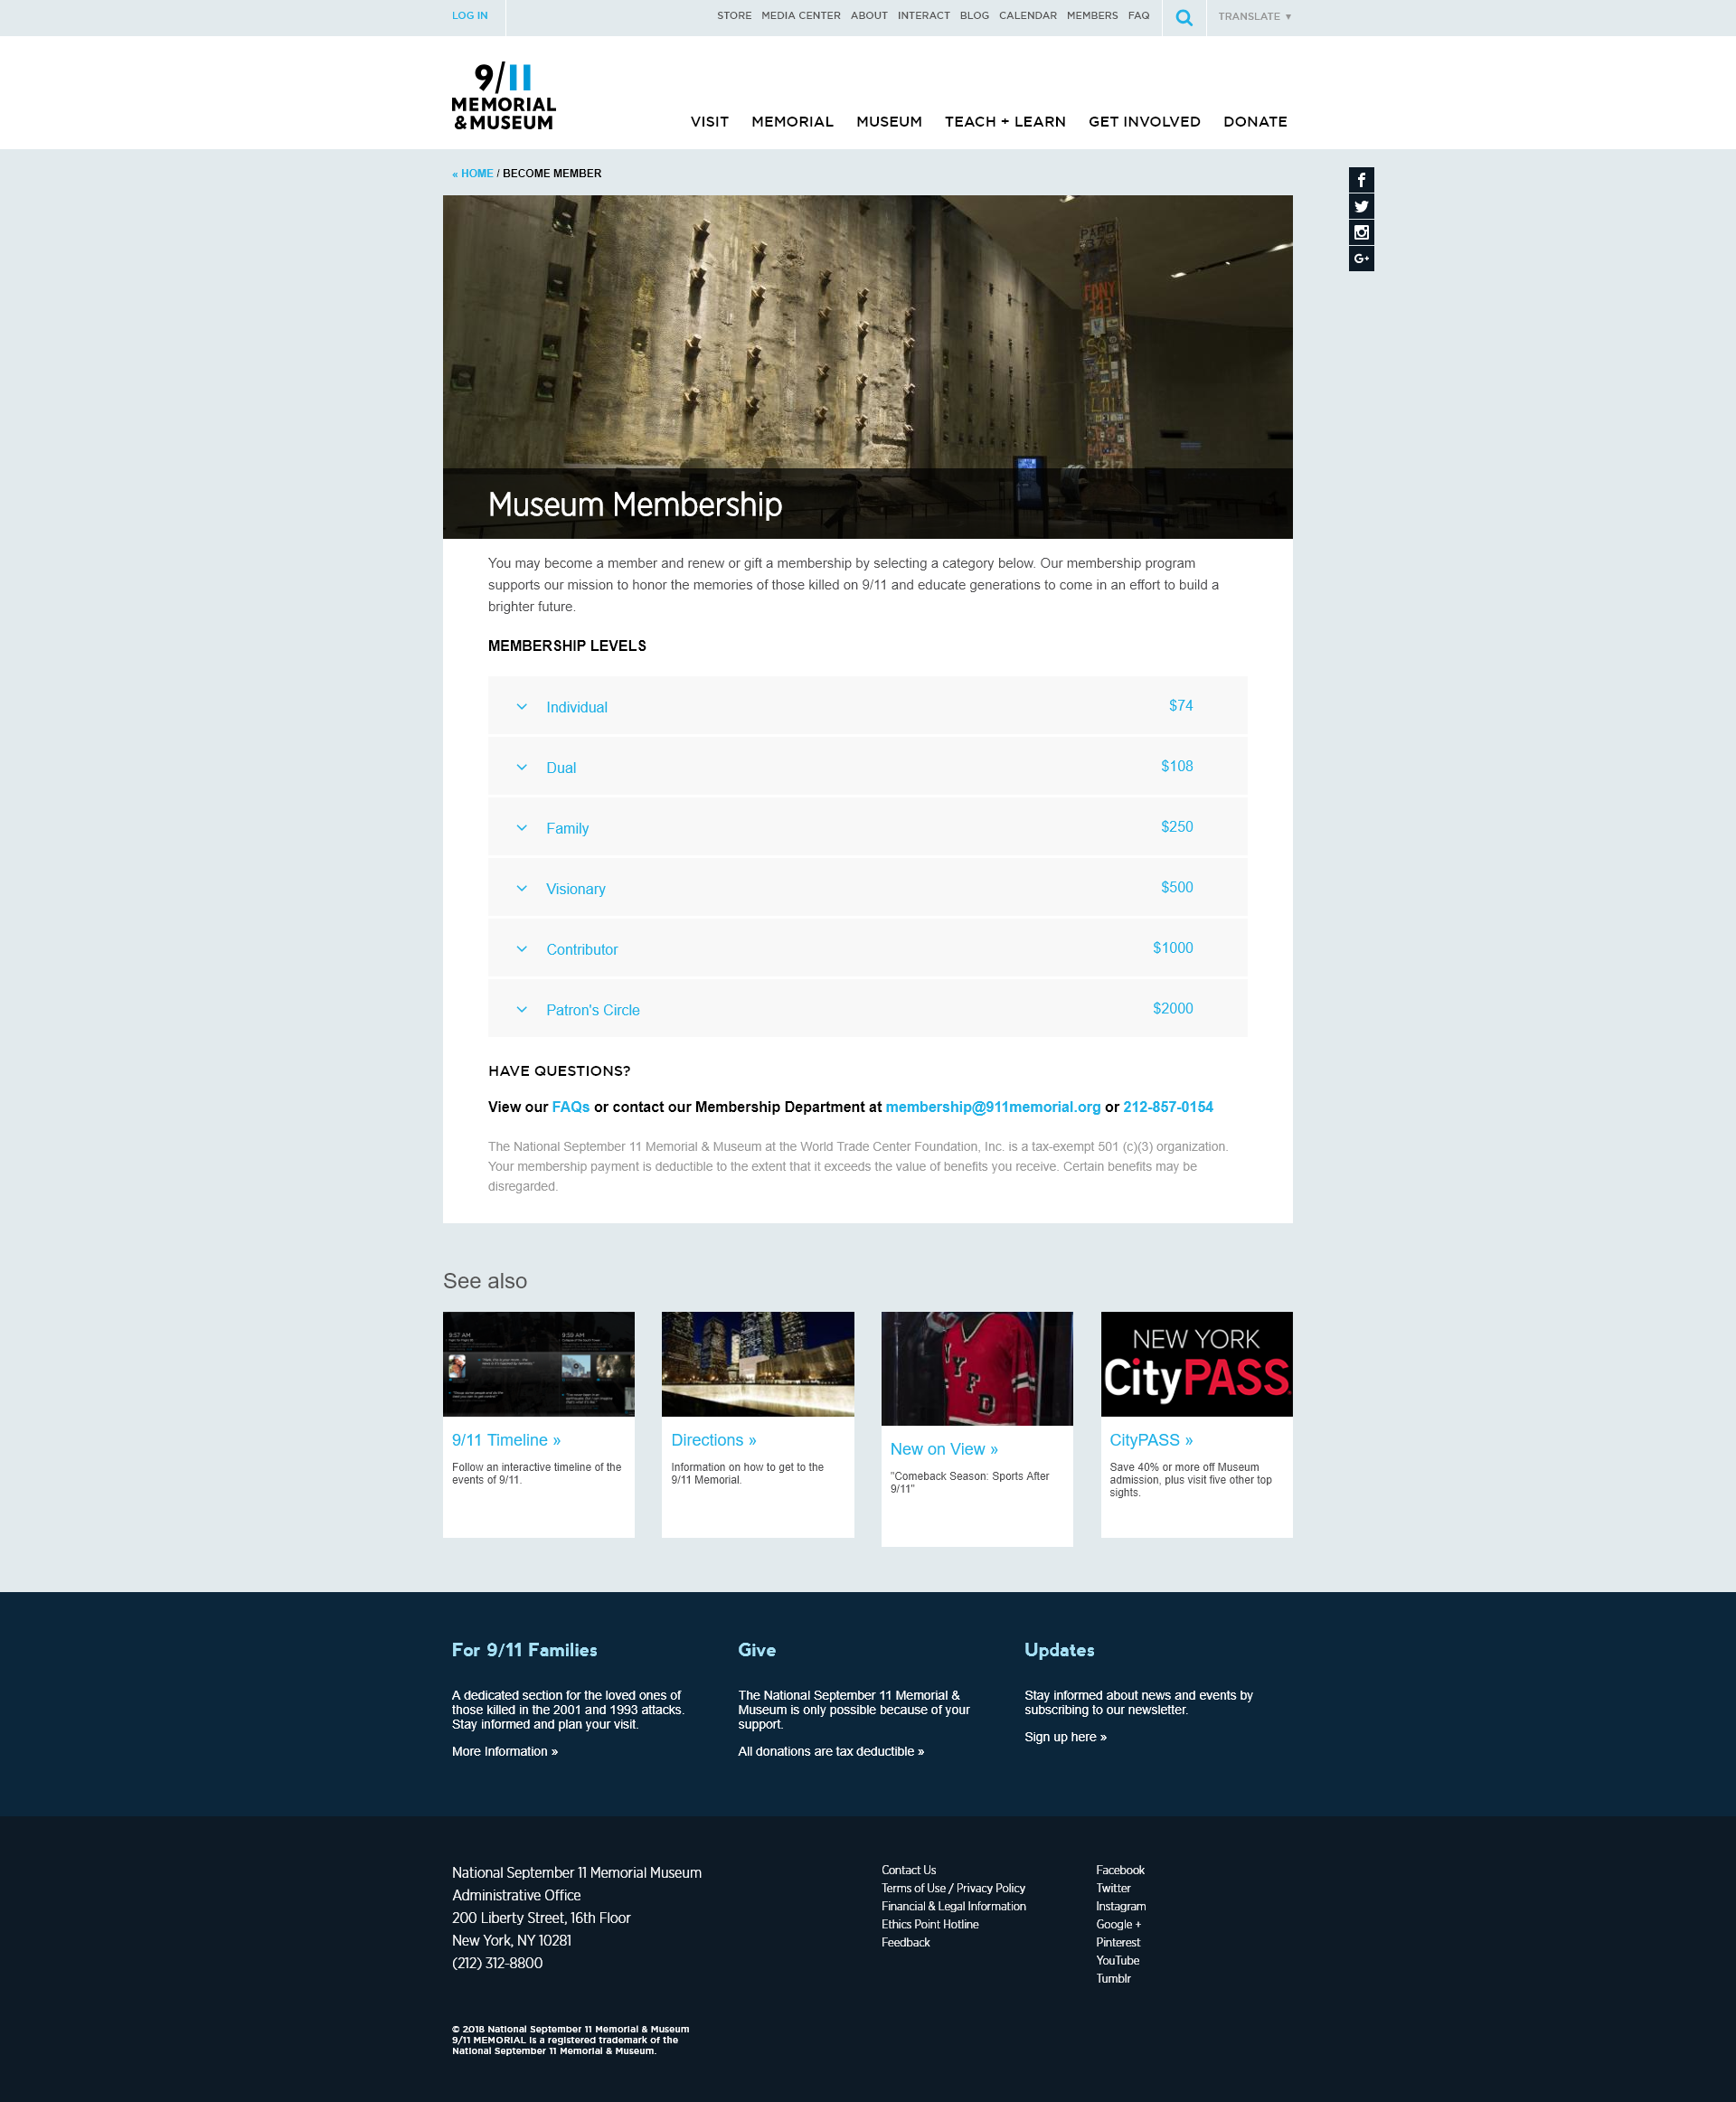 LOG IN
STORE MEDIA CENTER ABOUT INTERACT BLOG CALENDAR MEMBERS FAQ
TRANSLATE ▼
9/11
MEMORIAL
& MUSEUM
VISIT MEMORIAL MUSEUM TEACH + LEARN GET INVOLVED DONATE
« HOME / BECOME MEMBER
PAPD
37
FDNY
343
Museum Membership
You may become a member and renew or gift a membership by selecting a category below. Our membership program
supports our mission to honor the memories of those killed on 9/11 and educate generations to come in an effort to build a
brighter future.
MEMBERSHIP LEVELS
Individual $74
Dual $108
Family $250
Visionary $500
Contributor $1000
Patron's Circle $2000
HAVE QUESTIONS?
View our FAQs or contact our Membership Department at membership@911memorial.org or 212-857-0154
The National September 11 Memorial & Museum at the World Trade Center Foundation, Inc. is a tax-exempt 501 (c)(3) organization.
Your membership payment is deductible to the extent that it exceeds the value of benefits you receive. Certain benefits may be
disregarded.
See also
9:57 AM
9:59 AM
NEW YORK
CityPASS
9/11 Timeline »
Follow an interactive timeline of the
events of 9/11.
Directions »
Information on how to get to the
9/11 Memorial.
New on View »
"Comeback Season: Sports After
9/11"
CityPASS »
Save 40% or more off Museum
admission, plus visit five other top
sights.
For 9/11 Families
A dedicated section for the loved ones of
those killed in the 2001 and 1993 attacks.
Stay informed and plan your visit.
More Information »
Give
The National September 11 Memorial &
Museum is only possible because of your
support.
All donations are tax deductible »
Updates
Stay informed about news and events by
subscribing to our newsletter.
Sign up here »
National September 11 Memorial Museum
Administrative Office
200 Liberty Street, 16th Floor
New York, NY 10281
(212) 312-8800
Contact Us
Terms of Use / Privacy Policy
Financial & Legal Information
Ethics Point Hotline
Feedback
Facebook
Twitter
Instagram
Google +
Pinterest
YouTube
Tumblr
© 2018 National September 11 Memorial & Museum
9/11 MEMORIAL is a registered trademark of the
National September 11 Memorial & Museum.